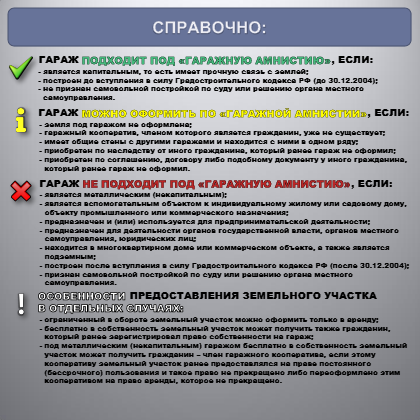 СПРАВОЧНО:
ГАРАЖ ПОДХОДИТ ПОД «ГАРАЖНУЮ АМНИСТИЮ», ЕСЛИ:
- является капитальным, то есть имеет прочную связь с землей;
- построен до вступления в силу Градостроительного кодекса РФ (до 30.12.2004);
- не признан самовольной постройкой по суду или решению органа местного
самоуправления.
ГАРАЖ МОЖНО ОФОРМИТЬ ПО «ГАРАЖНОЙ АМНИСТИИ», ЕСЛИ:
- земля под гаражом не оформлена;
- гаражный кооператив, членом которого является гражданин, уже не существует;
- имеет общие стены с другими гаражами и находится с ними в одном ряду;
- приобретен по наследству от иного гражданина, который ранее гараж не оформил;
- приобретен по соглашению, договору либо подобному документу у иного гражданина,
который ранее гараж не оформил.
ГАРАЖ НЕ ПОДХОДИТ ПОД «ГАРАЖНУЮ АМНИСТИЮ», ЕСЛИ:
- является металлическим (некапитальным);
- является вспомогательным объектом к индивидуальному жилому или садовому дому,
объекту промышленного или коммерческого назначения;
- предназначен и (или) используется для предпринимательской деятельности;
- предназначен для деятельности органов государственной власти, органов местного
самоуправления, юридических лиц;
- находится в многоквартирном доме или коммерческом объекте, а также является
подземным;
- построен после вступления в силу Градостроительного кодекса РФ (после 30.12.2004);
- признан самовольной постройкой по суду или решению органа местного
самоуправления.
ОСОБЕННОСТИ ПРЕДОСТАВЛЕНИЯ ЗЕМЕЛЬНОГО УЧАСТКА
В ОТДЕЛЬНЫХ СЛУЧАЯХ:
- ограниченный в обороте земельный участок можно оформить только в аренду;
- бесплатно в собственность земельный участок может получить также гражданин,
который ранее зарегистрировал право собственности на гараж;
- под металлическим (некапитальным) гаражом бесплатно в собственность земельный
участок может получить гражданин – член гаражного кооператива, если этому
кооперативу земельный участок ранее предоставлялся на праве постоянного
(бессрочного) пользования и такое право не прекращено либо переоформлено этим
кооперативом на право аренды, которое не прекращено.